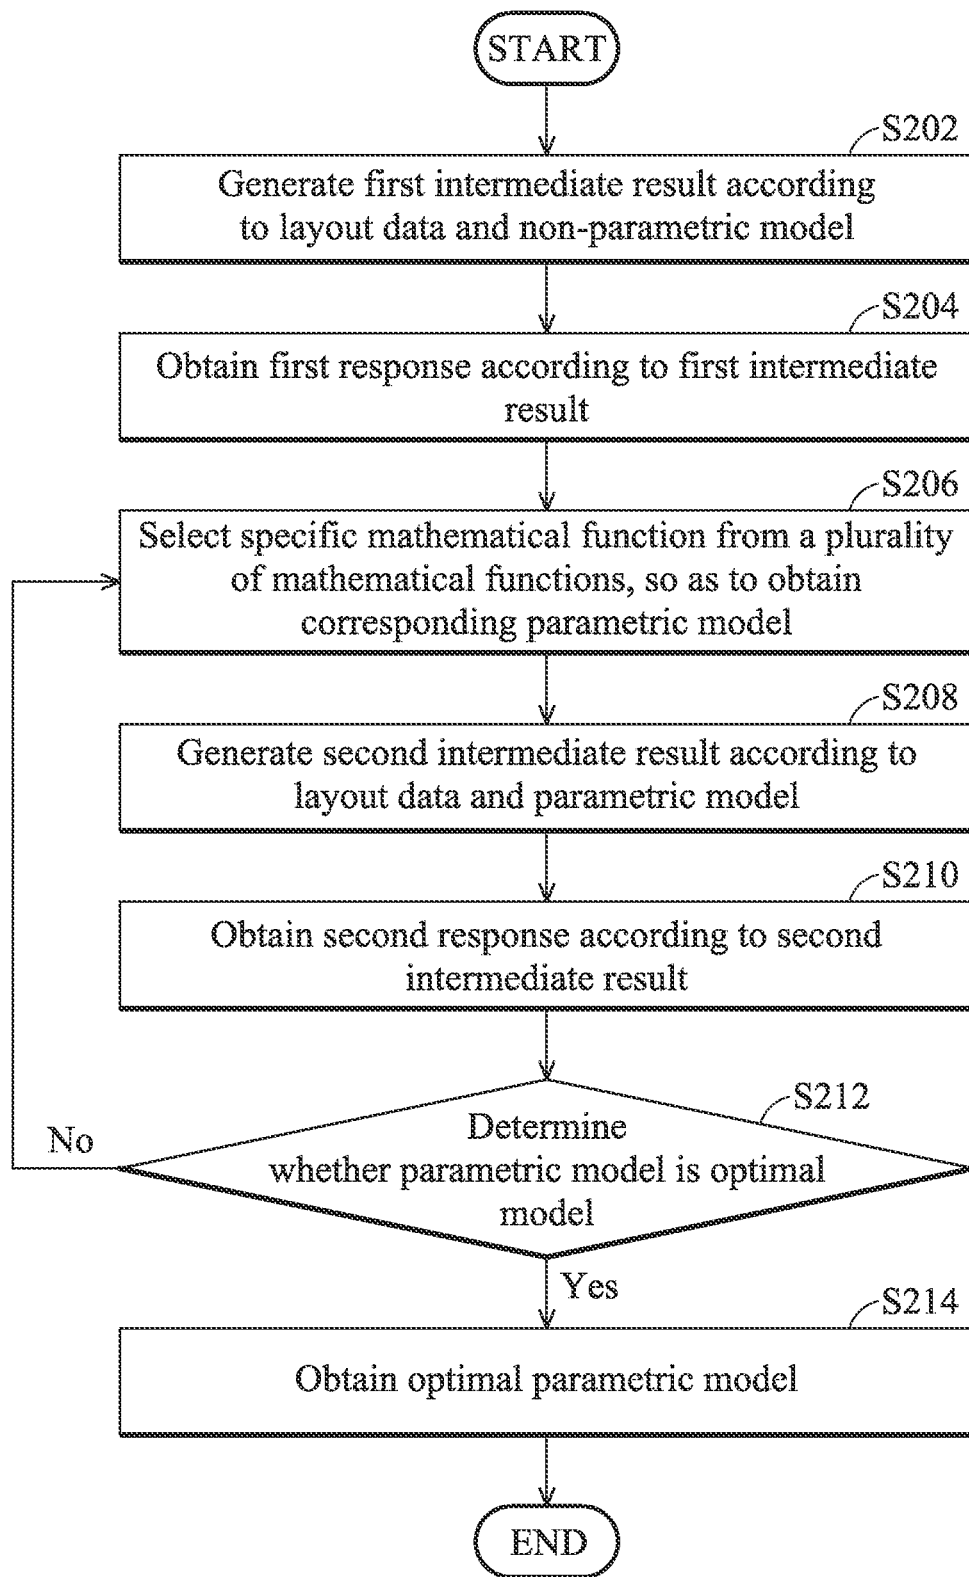 START
S202
Generate first intermediate result according
to layout data and non-parametric model
S204
Obtain first response according to first intermediate
result
S206
Select specific mathematical function from a plurality
of mathematical functions, so as to obtain
corresponding parametric model
S208
Generate second intermediate result according to
layout data and parametric model
S210
Obtain second response according to second
intermediate result
S212
Determine
whether parametric model is optimal
model
No
Yes
S214
Obtain optimal parametric model
END